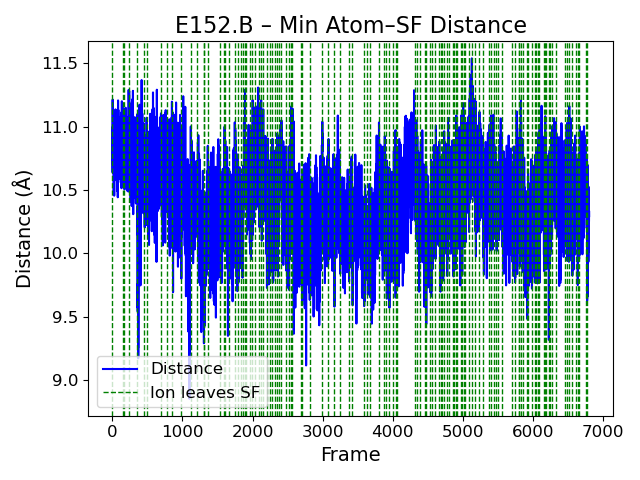 E152.B – Min Atom–SF Distance
Distance (Å)
11.5
11.0
10.5
10.0
9.5
9.0
Distance
Ion leaves SF
0 1000 2000 3000 4000 5000 6000 7000
Frame